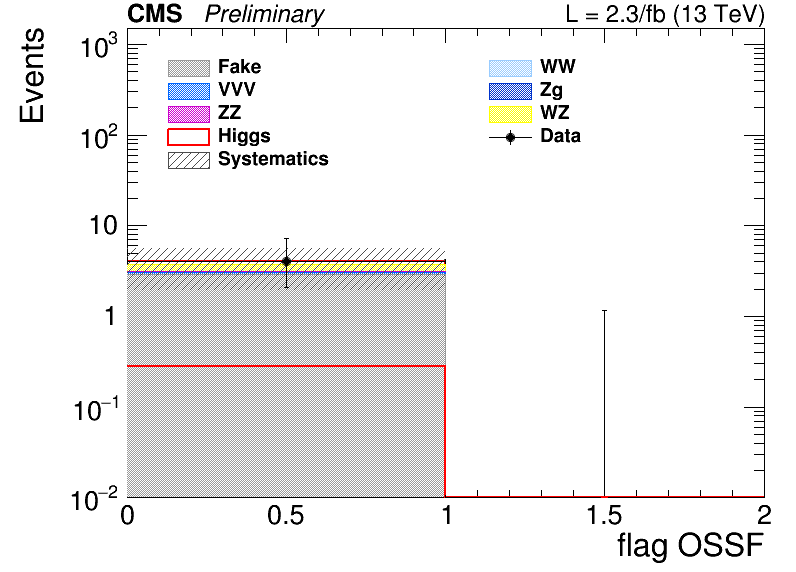 CMS Preliminary L = 2.3/fb (13 TeV)
Events
10³
10²
10
1
10⁻¹
10⁻²
Fake
VVV
ZZ
Higgs
Systematics
WW
Zg
WZ
Data
0 0.5 1 1.5 2
flag OSSF